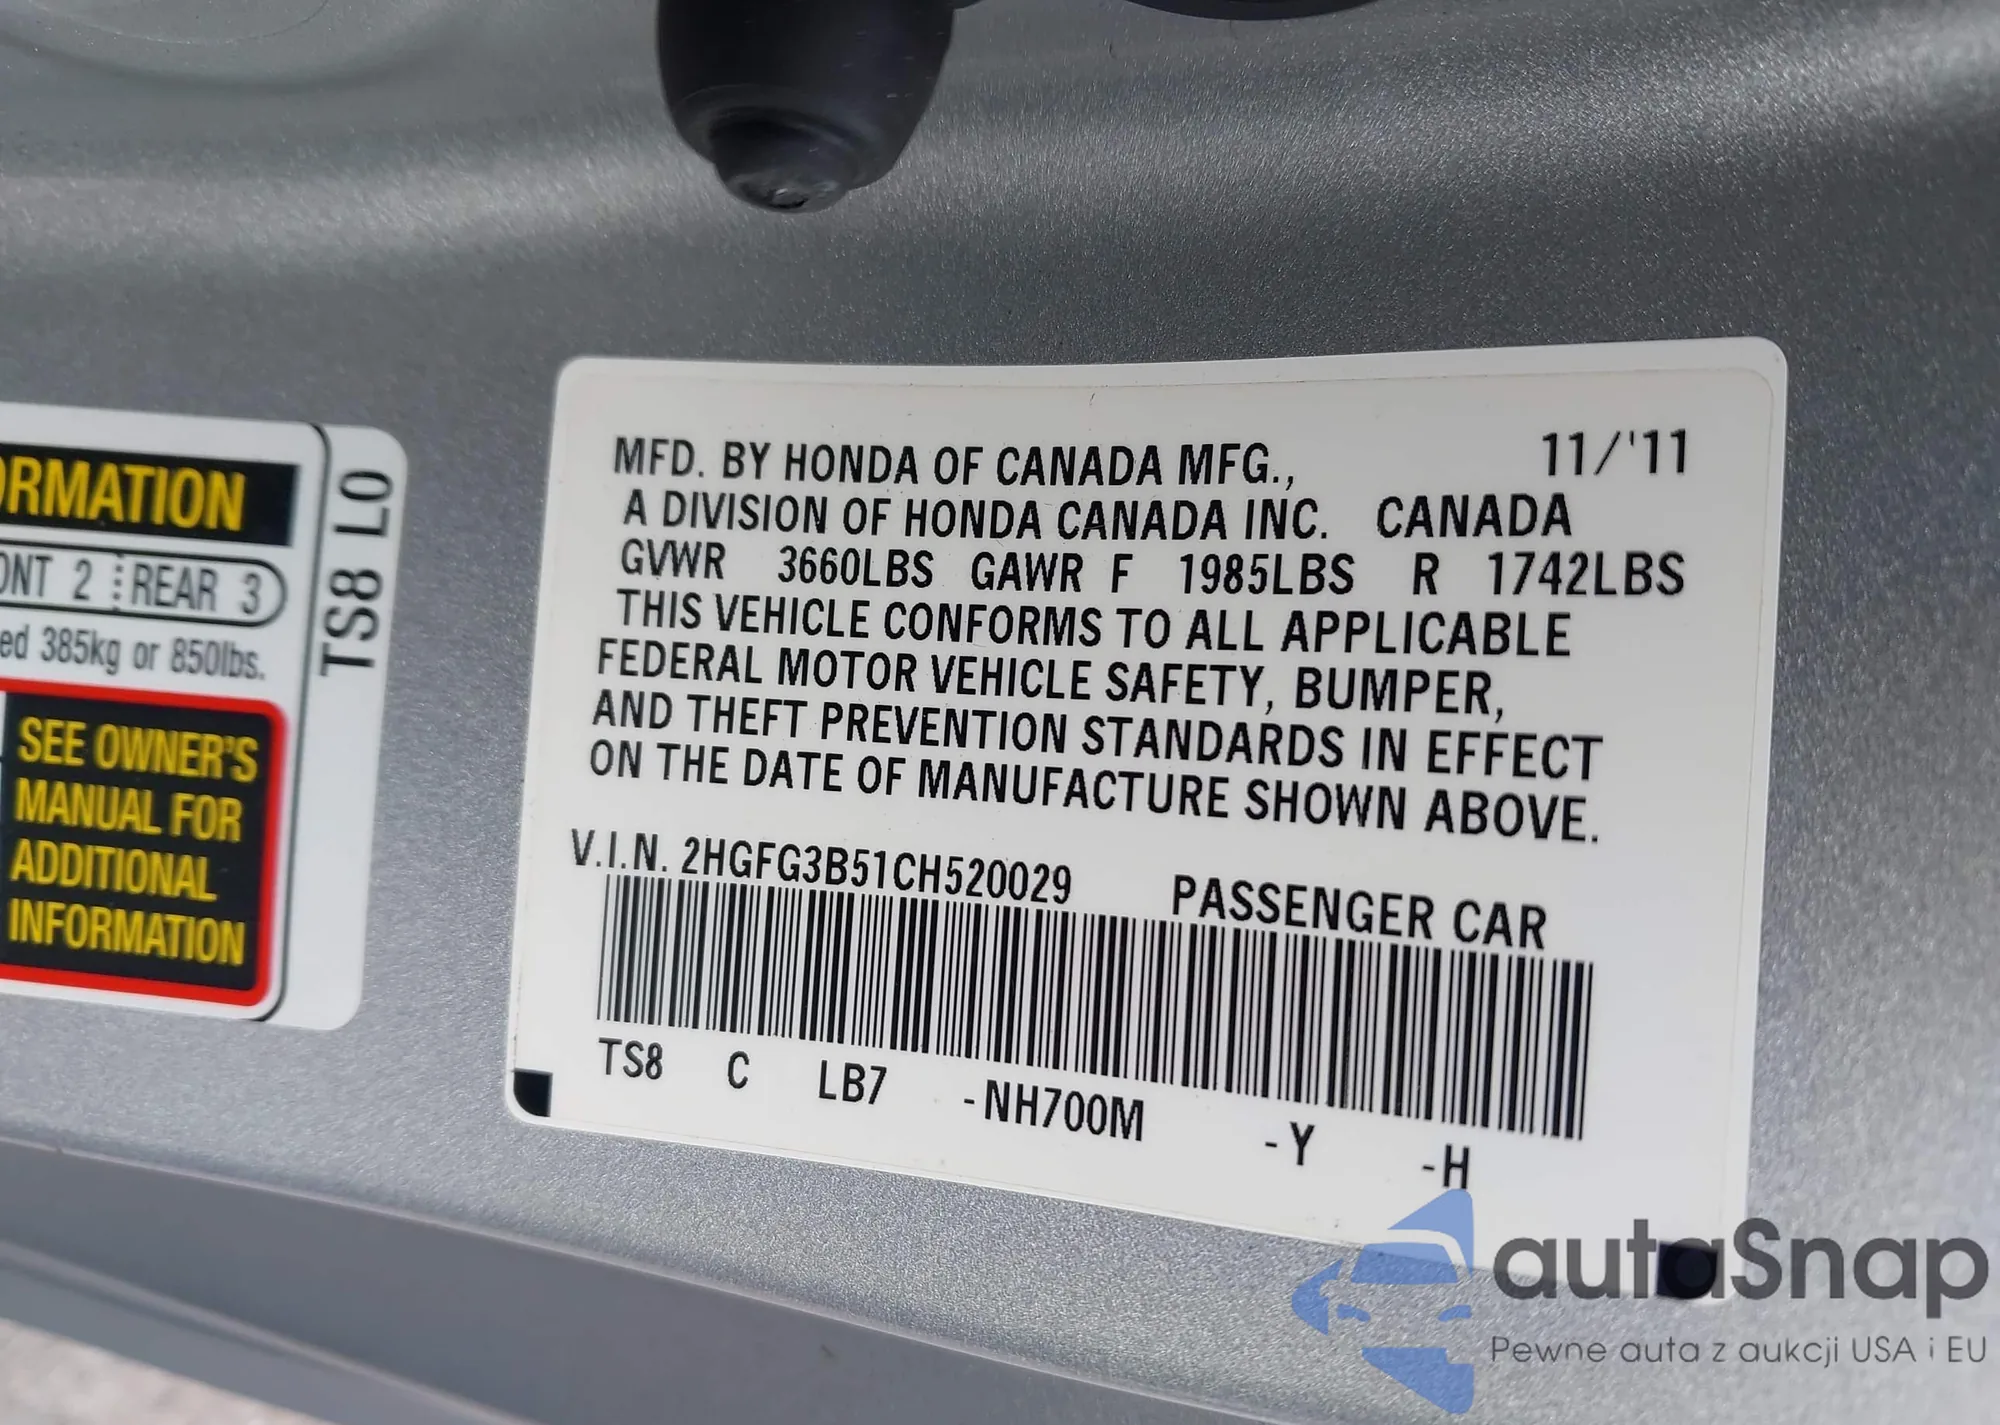 ORMATION
ONT 2 REAR 3
ed 385kg or 850lbs.
SEE OWNER'S
MANUAL FOR
ADDITIONAL
INFORMATION
TS8 L0
MFD. BY HONDA OF CANADA MFG., 11/'11
A DIVISION OF HONDA CANADA INC. CANADA
GVWR 3660LBS GAWR F 1985LBS R 1742LBS
THIS VEHICLE CONFORMS TO ALL APPLICABLE
FEDERAL MOTOR VEHICLE SAFETY, BUMPER,
AND THEFT PREVENTION STANDARDS IN EFFECT
ON THE DATE OF MANUFACTURE SHOWN ABOVE.
V.I.N. 2HGFG3B51CH520029 PASSENGER CAR
TS8 C LB7 -NH700M -Y -H
autaSnap
Pewne auta z aukcji USA i EU